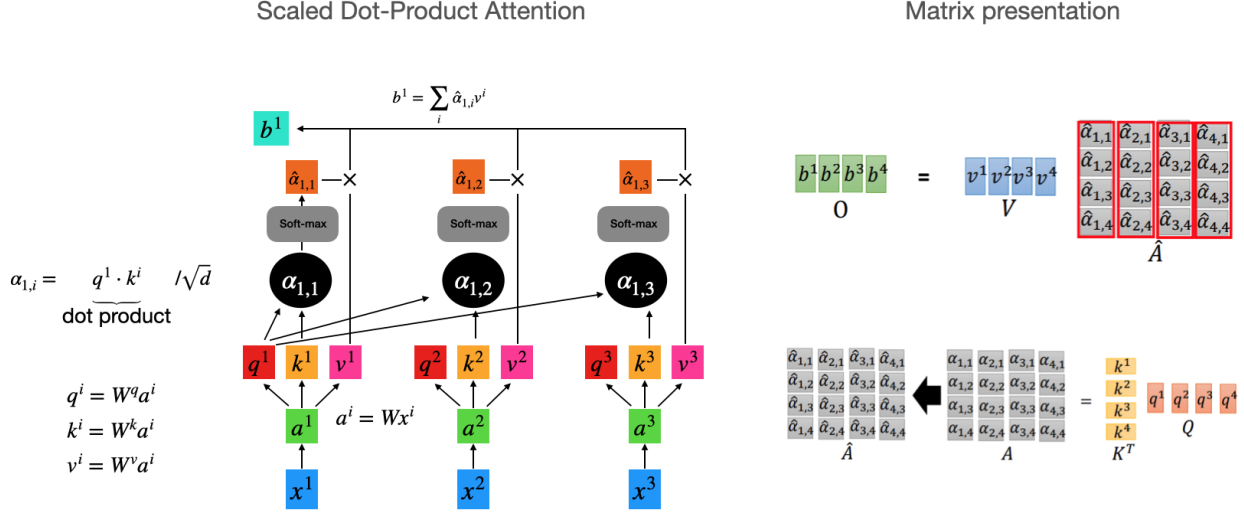 Scaled Dot-Product Attention
b¹ = ∑ᵢ α̂₁,ᵢvⁱ
b¹
α̂₁,₁ × α̂₁,₂ × α̂₁,₃ ×
Soft-max Soft-max Soft-max
α₁,ᵢ = q¹ · kⁱ /√d
dot product
α₁,₁ α₁,₂ α₁,₃
q¹ k¹ v¹ q² k² v² q³ k³ v³
qⁱ = W^q aⁱ
kⁱ = W^k aⁱ
vⁱ = W^v aⁱ
a¹ aⁱ = Wxⁱ a² a³
x¹ x² x³
Matrix presentation
b¹ b² b³ b⁴ = v¹ v² v³ v⁴
O V
α̂₁,₁ α̂₂,₁ α̂₃,₁ α̂₄,₁
α̂₁,₂ α̂₂,₂ α̂₃,₂ α̂₄,₂
α̂₁,₃ α̂₂,₃ α̂₃,₃ α̂₄,₃
α̂₁,₄ α̂₂,₄ α̂₃,₄ α̂₄,₄
Â
α̂₁,₁ α̂₂,₁ α̂₃,₁ α̂₄,₁
α̂₁,₂ α̂₂,₂ α̂₃,₂ α̂₄,₂
α̂₁,₃ α̂₂,₃ α̂₃,₃ α̂₄,₃
α̂₁,₄ α̂₂,₄ α̂₃,₄ α̂₄,₄
Â
α₁,₁ α₂,₁ α₃,₁ α₄,₁
α₁,₂ α₂,₂ α₃,₂ α₄,₂
α₁,₃ α₂,₃ α₃,₃ α₄,₃
α₁,₄ α₂,₄ α₃,₄ α₄,₄
A
=
k¹
k²
k³
k⁴
Kᵀ
q¹ q² q³ q⁴
Q